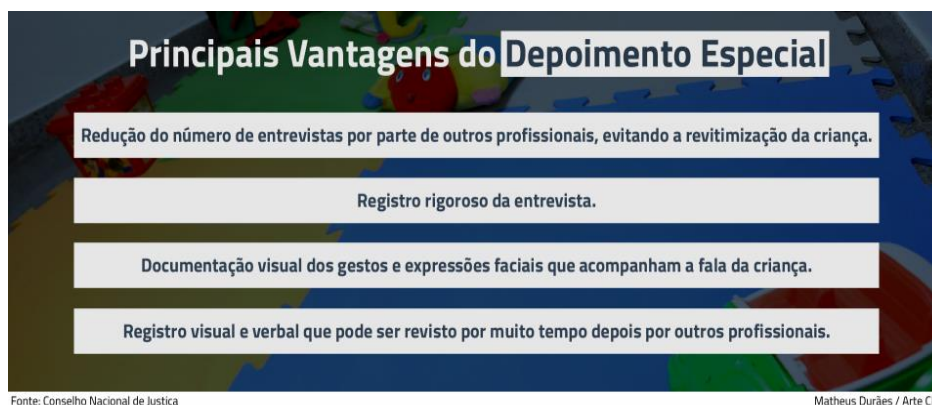 Principais Vantagens do Depoimento Especial
Redução do número de entrevistas por parte de outros profissionais, evitando a revitimização da criança.
Registro rigoroso da entrevista.
Documentação visual dos gestos e expressões faciais que acompanham a fala da criança.
Registro visual e verbal que pode ser revisto por muito tempo depois por outros profissionais.
Fonte: Conselho Nacional de Justiça
Matheus Durães / Arte